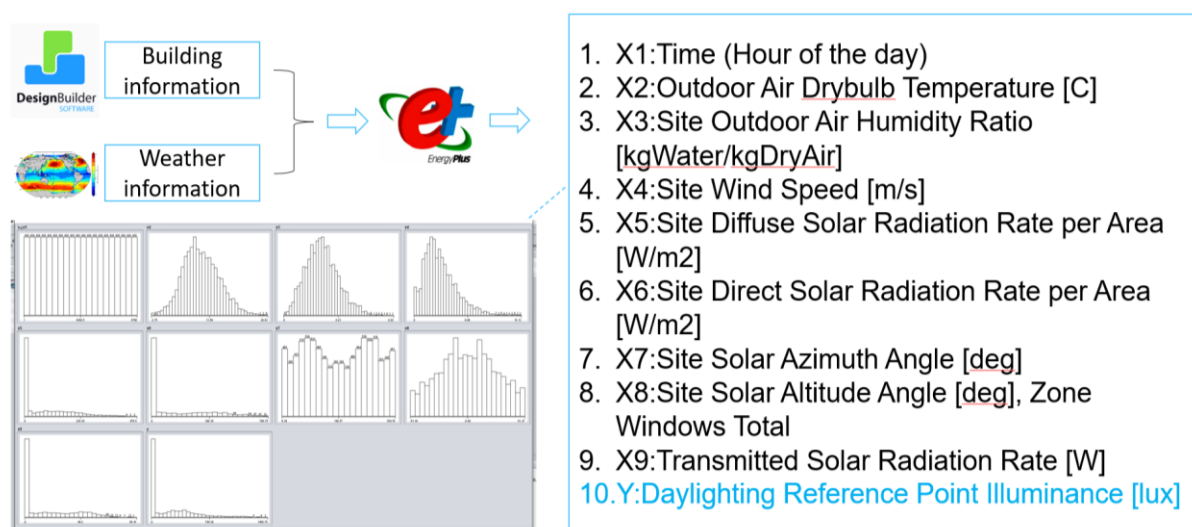 Building
information
DesignBuilder
SOFTWARE
Weather
information
EnergyPlus
1. X1:Time (Hour of the day)
2. X2:Outdoor Air Drybulb Temperature [C]
3. X3:Site Outdoor Air Humidity Ratio
[kgWater/kgDryAir]
4. X4:Site Wind Speed [m/s]
5. X5:Site Diffuse Solar Radiation Rate per Area
[W/m2]
6. X6:Site Direct Solar Radiation Rate per Area
[W/m2]
7. X7:Site Solar Azimuth Angle [deg]
8. X8:Site Solar Altitude Angle [deg], Zone
Windows Total
9. X9:Transmitted Solar Radiation Rate [W]
10.Y:Daylighting Reference Point Illuminance [lux]